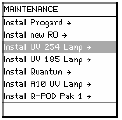 MAINTENANCE
Install Progard →
Install new RO →
Install UV 254 Lamp →
Install UV 185 Lamp →
Install Quantum →
Install A10 UV Lamp →
Install Q-POD Pak 1 →